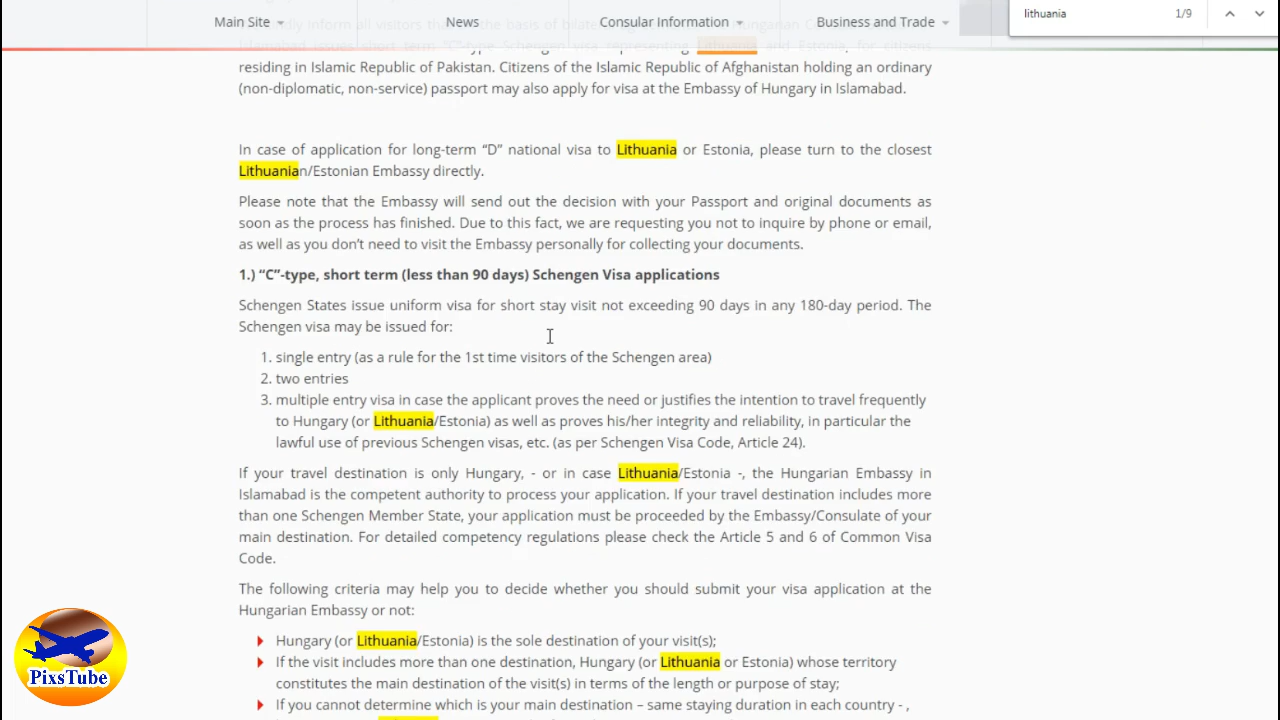 Main Site
News
Consular Information
Business and Trade
lithuania
1/9
inform all visitors
the basis of
"C"-type Schengen visa representing Lithuania and Estonia, for citizens
residing in Islamic Republic of Pakistan. Citizens of the Islamic Republic of Afghanistan holding an ordinary
(non-diplomatic, non-service) passport may also apply for visa at the Embassy of Hungary in Islamabad.
In case of application for long-term “D” national visa to Lithuania or Estonia, please turn to the closest
Lithuanian/Estonian Embassy directly.
Please note that the Embassy will send out the decision with your Passport and original documents as
soon as the process has finished. Due to this fact, we are requesting you not to inquire by phone or email,
as well as you don’t need to visit the Embassy personally for collecting your documents.
1.) “C”-type, short term (less than 90 days) Schengen Visa applications
Schengen States issue uniform visa for short stay visit not exceeding 90 days in any 180-day period. The
Schengen visa may be issued for:
1. single entry (as a rule for the 1st time visitors of the Schengen area)
2. two entries
3. multiple entry visa in case the applicant proves the need or justifies the intention to travel frequently
to Hungary (or Lithuania/Estonia) as well as proves his/her integrity and reliability, in particular the
lawful use of previous Schengen visas, etc. (as per Schengen Visa Code, Article 24).
If your travel destination is only Hungary, - or in case Lithuania/Estonia -, the Hungarian Embassy in
Islamabad is the competent authority to process your application. If your travel destination includes more
than one Schengen Member State, your application must be proceeded by the Embassy/Consulate of your
main destination. For detailed competency regulations please check the Article 5 and 6 of Common Visa
Code.
The following criteria may help you to decide whether you should submit your visa application at the
Hungarian Embassy or not:
Hungary (or Lithuania/Estonia) is the sole destination of your visit(s);
If the visit includes more than one destination, Hungary (or Lithuania or Estonia) whose territory
constitutes the main destination of the visit(s) in terms of the length or purpose of stay;
If you cannot determine which is your main destination – same staying duration in each country - ,
PixsTube